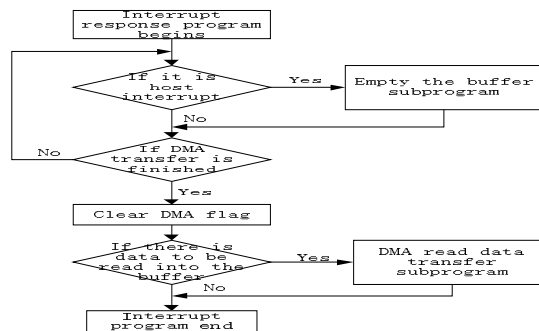 Interrupt
response program
begins
If it is
host
interrupt
Yes
Empty the buffer
subprogram
No
If DMA
transfer is
finished
No
Yes
Clear DMA flag
If there is
data to be
read into the
buffer
Yes
DMA read data
transfer
subprogram
No
Interrupt
program end